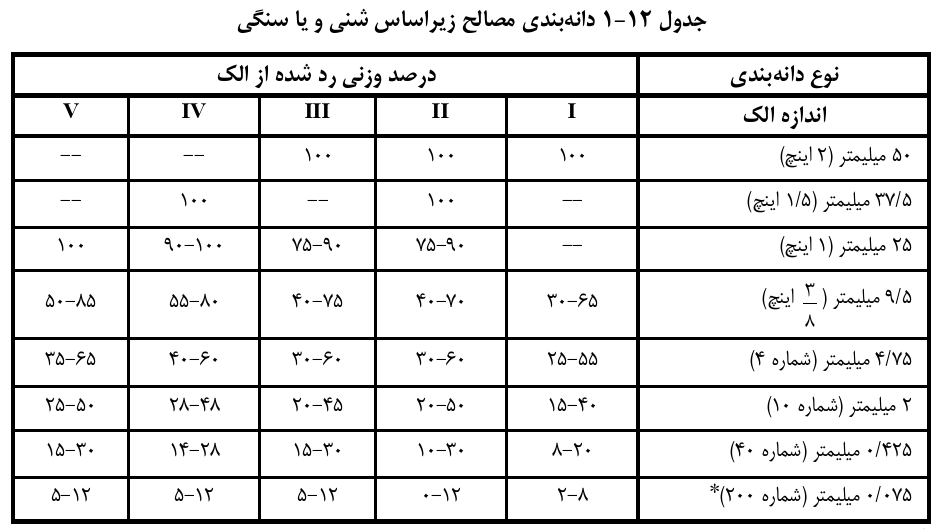 جدول ۱۲-۱ دانه‌بندی مصالح زیراساس شنی و یا سنگی
نوع دانه‌بندی درصد وزنی رد شده از الک
اندازه الک I II III IV V
۵۰ میلیمتر (۲ اینچ) ۱۰۰ ۱۰۰ ۱۰۰ -- --
۳۷/۵ میلیمتر (۱/۵ اینچ) -- ۱۰۰ -- ۱۰۰ --
۲۵ میلیمتر (۱ اینچ) -- ۷۵-۹۰ ۷۵-۹۰ ۹۰-۱۰۰ ۱۰۰
۹/۵ میلیمتر (۳/۸ اینچ) ۳۰-۶۵ ۴۰-۷۰ ۴۰-۷۵ ۵۵-۸۰ ۵۰-۸۵
۴/۷۵ میلیمتر (شماره ۴) ۲۵-۵۵ ۳۰-۶۰ ۳۰-۶۰ ۴۰-۶۰ ۳۵-۶۵
۲ میلیمتر (شماره ۱۰) ۱۵-۴۰ ۲۰-۵۰ ۲۰-۴۵ ۲۸-۴۸ ۲۵-۵۰
۰/۴۲۵ میلیمتر (شماره ۴۰) ۸-۲۰ ۱۰-۳۰ ۱۵-۳۰ ۱۴-۲۸ ۱۵-۳۰
۰/۰۷۵ میلیمتر (شماره ۲۰۰)* ۲-۸ ۰-۱۲ ۵-۱۲ ۵-۱۲ ۵-۱۲